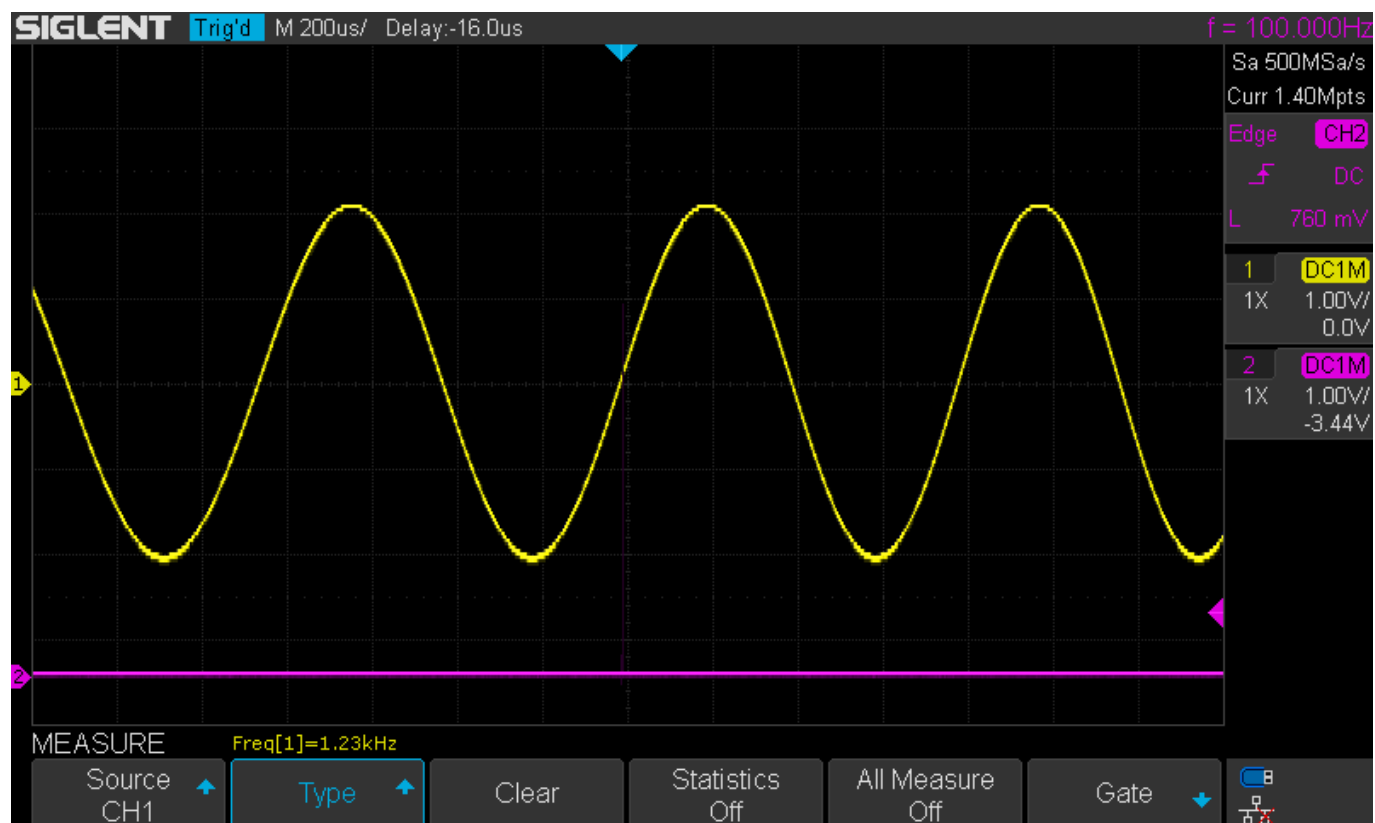 SIGLENT Trig'd M 200us/ Delay:-16.0us f = 100.000Hz
Sa 500MSa/s
Curr 1.40Mpts
Edge CH2
DC
L 760 mV
1 DC1M
1X 1.00V/
0.0V
2 DC1M
1X 1.00V/
-3.44V
1
2
MEASURE Freq[1]=1.23kHz
Source
CH1
Type
Clear
Statistics
Off
All Measure
Off
Gate